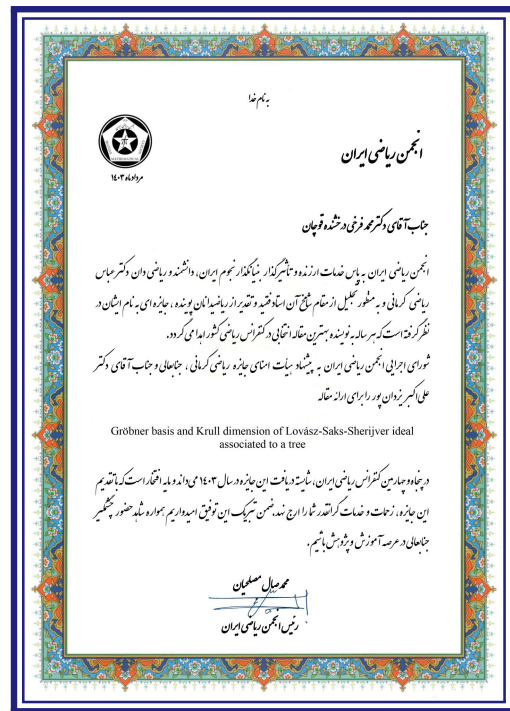 به نام خدا
MATHEMATICAL
مرداد ماه ۱۴۰۳
انجمن ریاضی ایران
جناب آقای دکتر محمد فرخی درخشنده قوچان
انجمن ریاضی ایران به پاس خدمات ارزنده و تأثیرگذار بنیانگذار نجوم ایران، دانشمند و ریاضی دان دکتر عباس
ریاضی کرمانی و به منظور تجلیل از مقام شامخ آن استاد فقید و تقدیر از ریاضیدانان پوینده، جایزه ای به نام ایشان در
نظر گرفته است که هر ساله به نویسنده بهترین مقاله انتخابی در کنفرانس ریاضی کشور اهدا می گردد.
شورای اجرایی انجمن ریاضی ایران به پیشنهاد هیأت امنای جایزه ریاضی کرمانی، جنابعالی و جناب آقای دکتر
علی اکبر یزدان پور را برای ارائه مقاله
Gröbner basis and Krull dimension of Lovász-Saks-Sherijver ideal
associated to a tree
در پنجاه و چهارمین کنفرانس ریاضی ایران، شایسته دریافت این جایزه در سال ۱۴۰۳ می داند و مایه افتخار است که با تقدیم
این جایزه، زحمات و خدمات گرانقدر شما را ارج نهد. ضمن تبریک این توفیق امیدواریم همواره شاهد حضور چشمگیر
جنابعالی در عرصه آموزش و پژوهش باشیم.
محمد صال مصلحیان
رئیس انجمن ریاضی ایران